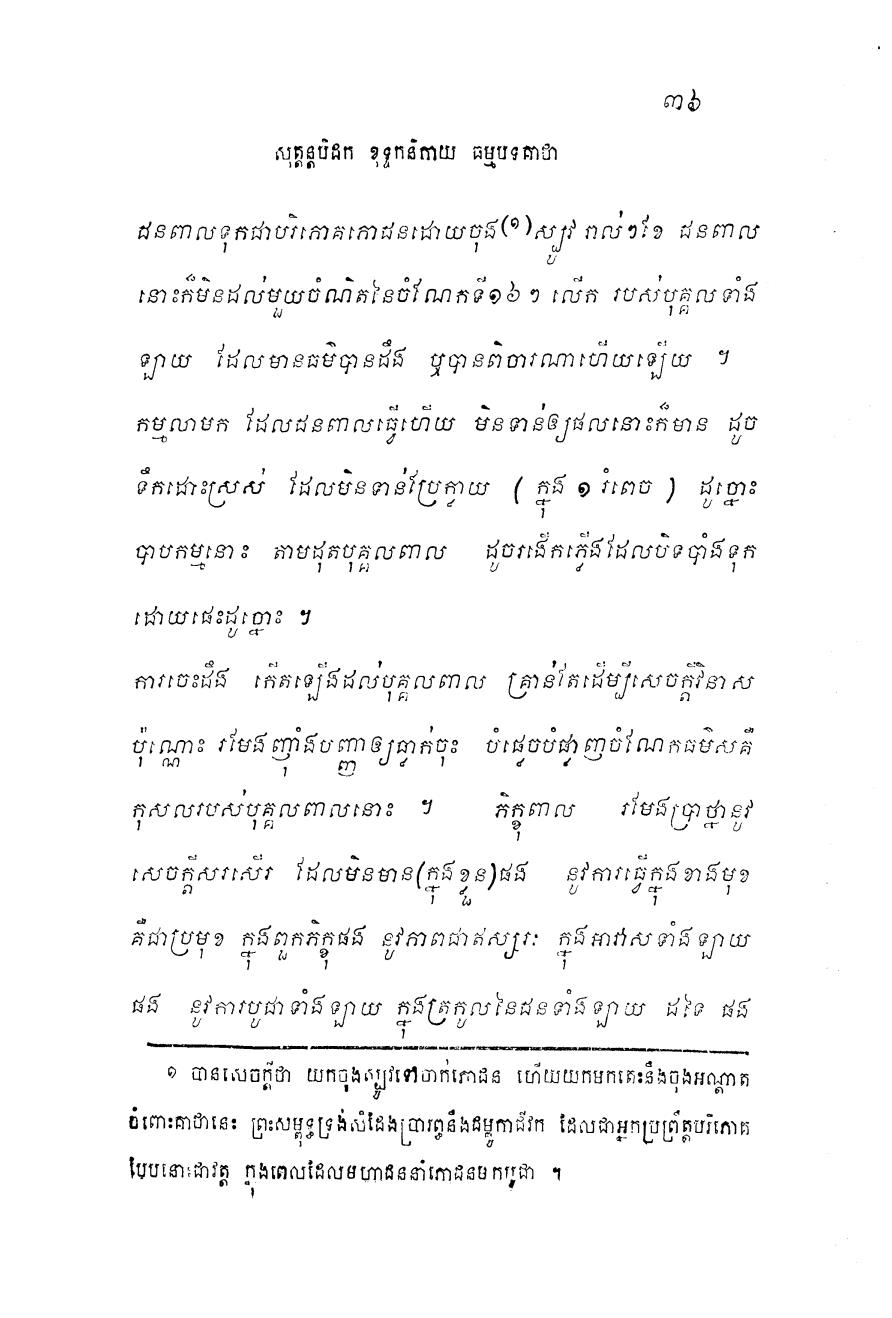 ៣៦
សុត្តន្តបិដក ខុទ្ទកនិកាយ ធម្មបទគាថា
ជនពាលទុកជាបរិភោគភោជនដោយចុង(១)ស្បូវ រាល់ៗខែ ជនពាល
នោះក៏មិនដល់មួយចំណិតនៃចំណែកទី១៦ៗ លើក របស់បុគ្គលទាំង
ឡាយ ដែលមានធម៌បានដឹង ឬបានពិចារណាហើយឡើយ ។
កម្មលាមក ដែលជនពាលធ្វើហើយ មិនទាន់ឲ្យផលនោះក៏មាន ដូច
ទឹកដោះស្រស់ ដែលមិនទាន់ប្រែក្លាយ ( ក្នុង ១ រំពេច ) ដូច្នោះ
បាបកម្មនោះ តាមដុតបុគ្គលពាល ដូចរងើកភ្លើងដែលបិទបាំងទុក
ដោយផេះដូច្នោះ ។
ការចេះដឹង កើតឡើងដល់បុគ្គលពាល គ្រាន់តែដើម្បីសេចក្តីវិនាស
ប៉ុណ្ណោះ រមែងញ៉ាំងបញ្ញាឲ្យធ្លាក់ចុះ បំផ្លេចបំផ្លាញចំណែកធម៌សគឺ
កុសលរបស់បុគ្គលពាលនោះ ។ ភិក្ខុពាល រមែងប្រាថ្នានូវ
សេចក្តីសរសើរ ដែលមិនមាន(ក្នុងខ្លួន)ផង នូវការធ្វើក្នុងខាងមុខ
គឺជាប្រមុខ ក្នុងពួកភិក្ខុផង នូវភាពជាឥស្សរៈ ក្នុងអាវាសទាំងឡាយ
ផង នូវការបូជាទាំងឡាយ ក្នុងត្រកូលនៃជនទាំងឡាយ ដទៃ ផង
១ បានសេចក្តីថា យកចុងស្បូវទៅចាក់ភោជន ហើយយកមកតេះនឹងចុងអណ្តាត
ចំពោះគាថានេះ ព្រះសម្ពុទ្ធទ្រង់សំដែងប្រារព្ធនឹងជម្ពុកាជីវក ដែលជាអ្នកប្រព្រឹត្តបរិភោគ
បែបនោះជាវត្ត ក្នុងពេលដែលមហាជននាំភោជនមកបូជា ។